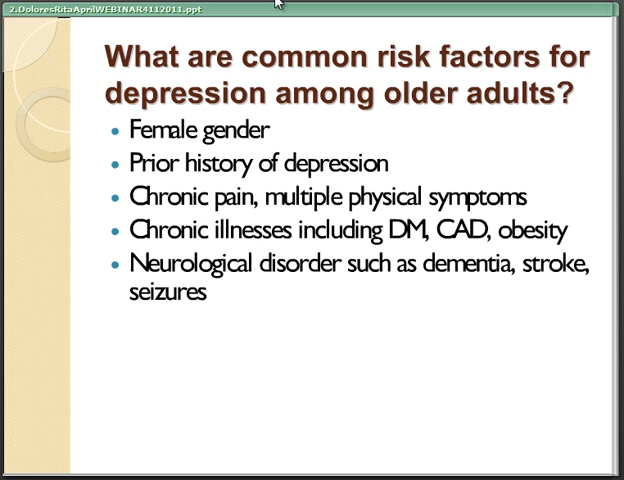 2.DoloresRitaAprilWEBINAR4112011.ppt
What are common risk factors for
depression among older adults?
• Female gender
• Prior history of depression
• Chronic pain, multiple physical symptoms
• Chronic illnesses including DM, CAD, obesity
• Neurological disorder such as dementia, stroke,
seizures